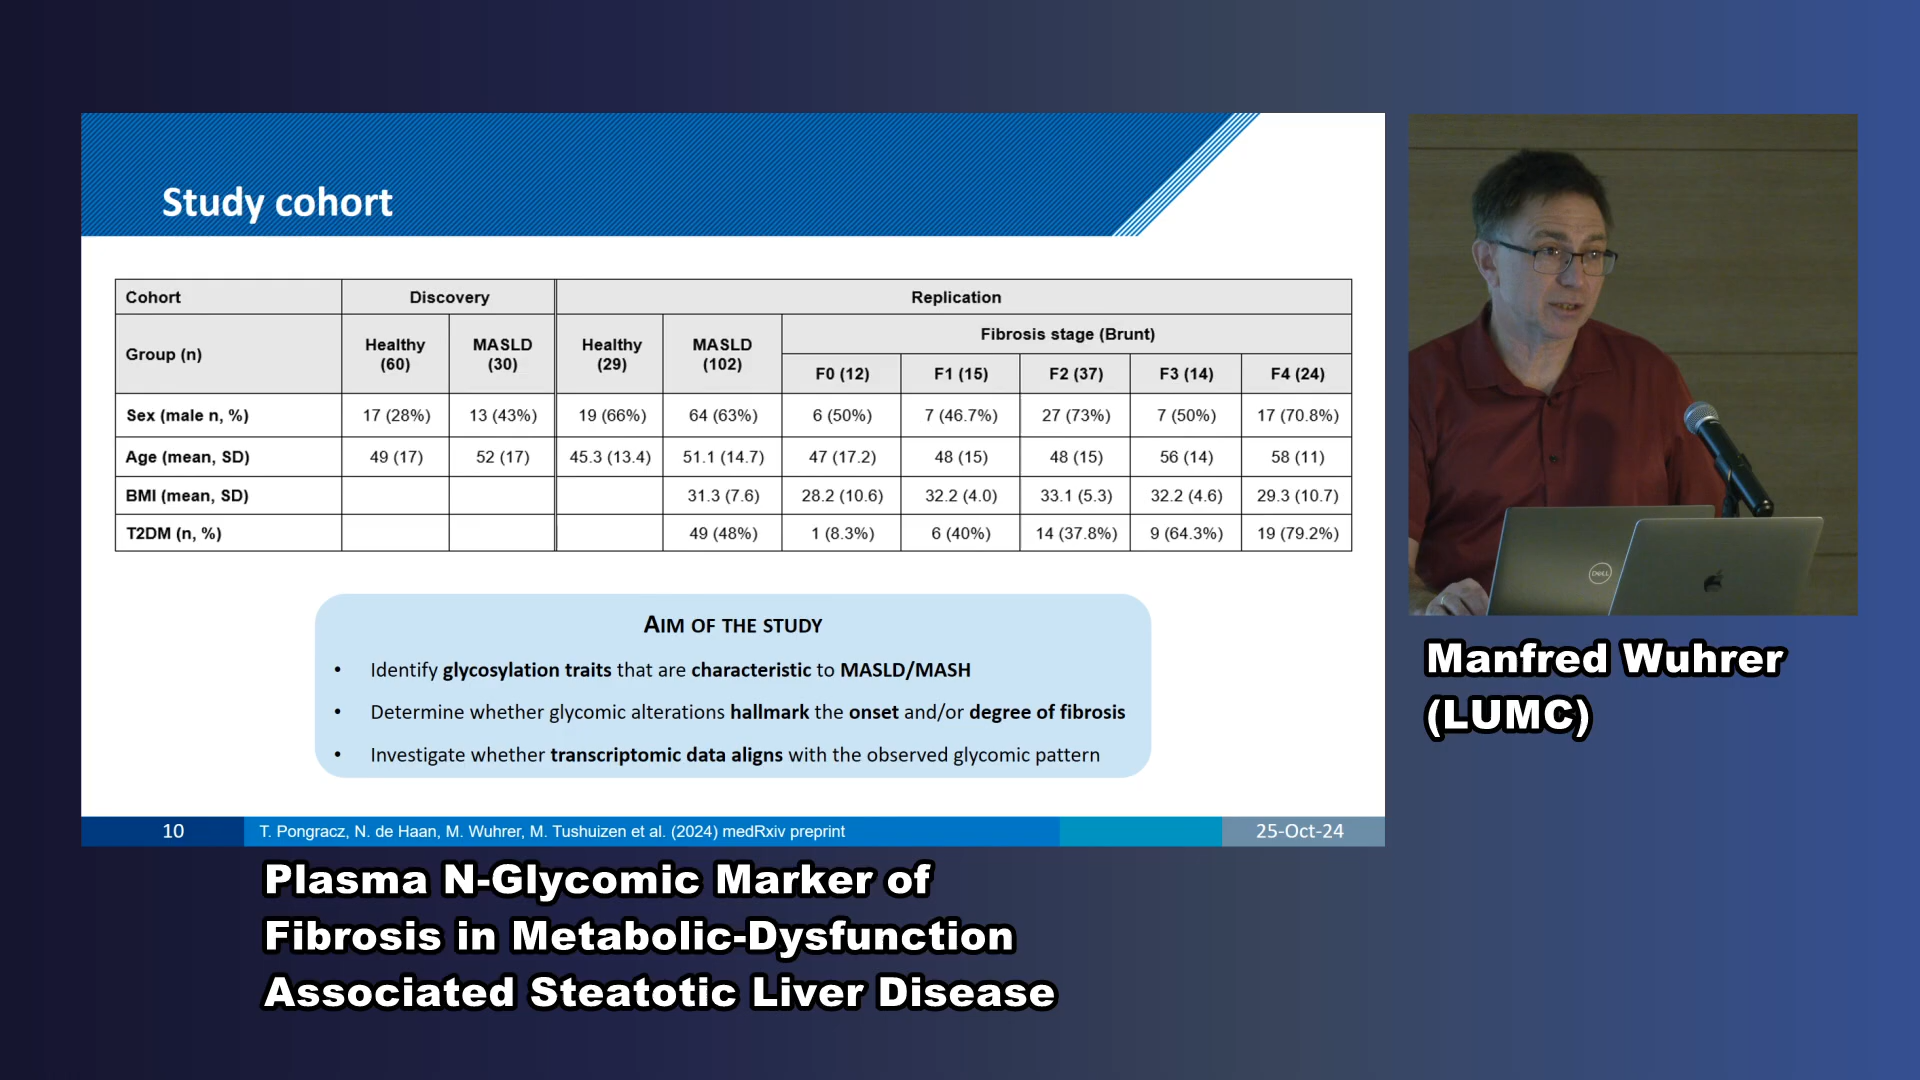 Study cohort
Cohort Discovery Replication
Group (n) Healthy (60) MASLD (30) Healthy (29) MASLD (102) Fibrosis stage (Brunt)
F0 (12) F1 (15) F2 (37) F3 (14) F4 (24)
Sex (male n, %) 17 (28%) 13 (43%) 19 (66%) 64 (63%) 6 (50%) 7 (46.7%) 27 (73%) 7 (50%) 17 (70.8%)
Age (mean, SD) 49 (17) 52 (17) 45.3 (13.4) 51.1 (14.7) 47 (17.2) 48 (15) 48 (15) 56 (14) 58 (11)
BMI (mean, SD) 31.3 (7.6) 28.2 (10.6) 32.2 (4.0) 33.1 (5.3) 32.2 (4.6) 29.3 (10.7)
T2DM (n, %) 49 (48%) 1 (8.3%) 6 (40%) 14 (37.8%) 9 (64.3%) 19 (79.2%)
AIM OF THE STUDY
• Identify glycosylation traits that are characteristic to MASLD/MASH
• Determine whether glycomic alterations hallmark the onset and/or degree of fibrosis
• Investigate whether transcriptomic data aligns with the observed glycomic pattern
10 T. Pongracz, N. de Haan, M. Wuhrer, M. Tushuizen et al. (2024) medRxiv preprint 25-Oct-24
DELL
Manfred Wuhrer
(LUMC)
Plasma N-Glycomic Marker of
Fibrosis in Metabolic-Dysfunction
Associated Steatotic Liver Disease